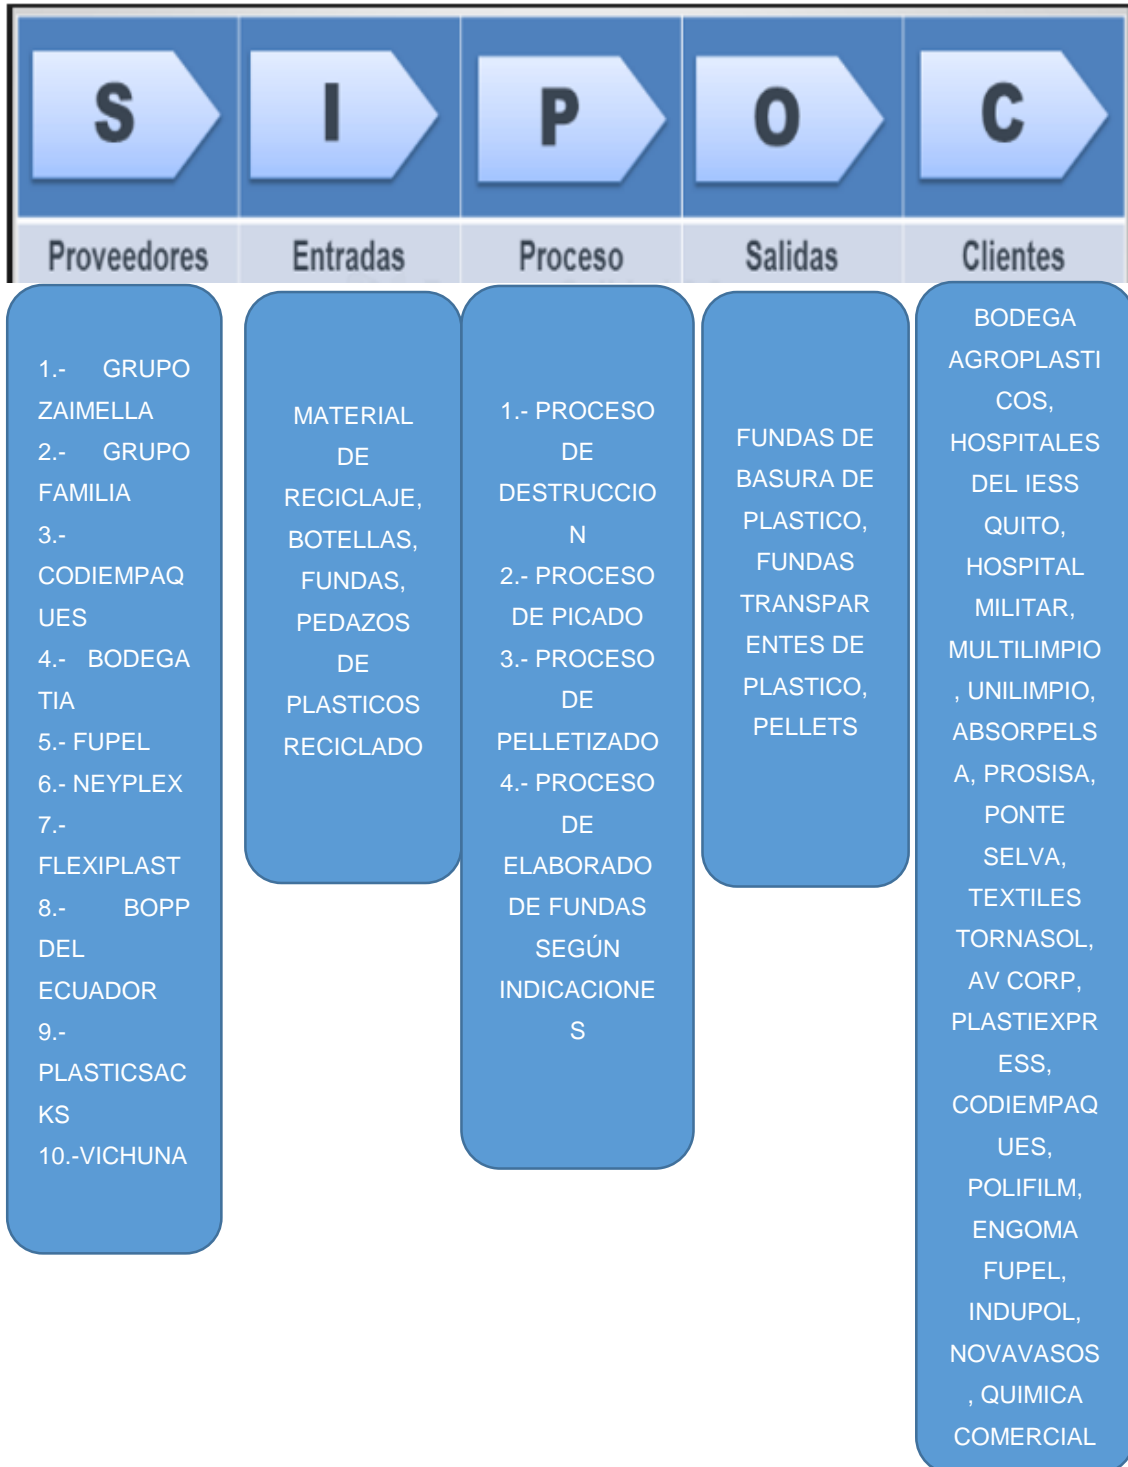 S
I
P
O
C
Proveedores
Entradas
Proceso
Salidas
Clientes
1.- GRUPO
ZAIMELLA
2.- GRUPO
FAMILIA
3.-
CODIEMPAQ
UES
4.- BODEGA
TIA
5.- FUPEL
6.- NEYPLEX
7.-
FLEXIPLAST
8.- BOPP
DEL
ECUADOR
9.-
PLASTICSAC
KS
10.-VICHUNA
MATERIAL
DE
RECICLAJE,
BOTELLAS,
FUNDAS,
PEDAZOS
DE
PLASTICOS
RECICLADO
1.- PROCESO
DE
DESTRUCCIO
N
2.- PROCESO
DE PICADO
3.- PROCESO
DE
PELLETIZADO
4.- PROCESO
DE
ELABORADO
DE FUNDAS
SEGÚN
INDICACIONE
S
FUNDAS DE
BASURA DE
PLASTICO,
FUNDAS
TRANSPAR
ENTES DE
PLASTICO,
PELLETS
BODEGA
AGROPLASTI
COS,
HOSPITALES
DEL IESS
QUITO,
HOSPITAL
MILITAR,
MULTILIMPIO
, UNILIMPIO,
ABSORPELS
A, PROSISA,
PONTE
SELVA,
TEXTILES
TORNASOL,
AV CORP,
PLASTIEXPR
ESS,
CODIEMPAQ
UES,
POLIFILM,
ENGOMA
FUPEL,
INDUPOL,
NOVAVASOS
, QUIMICA
COMERCIAL